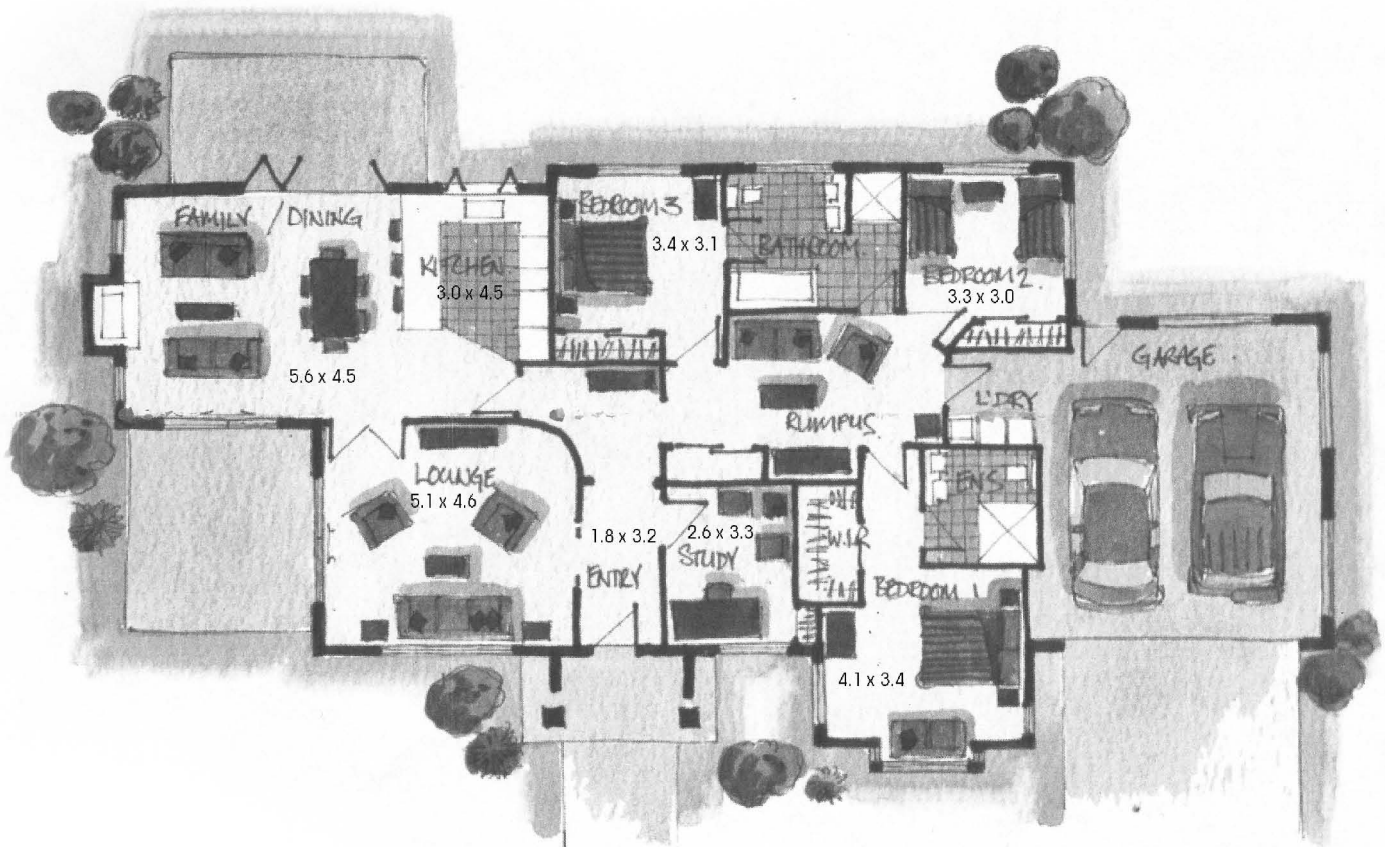 FAMILY / DINING
5.6 x 4.5
KITCHEN
3.0 x 4.5
BEDROOM 3
3.4 x 3.1
BATHROOM
BEDROOM 2
3.3 x 3.0
GARAGE
L'DRY
RUMPUS
LOUNGE
5.1 x 4.6
1.8 x 3.2
ENTRY
2.6 x 3.3
STUDY
W.I.R
ENS
BEDROOM 1
4.1 x 3.4